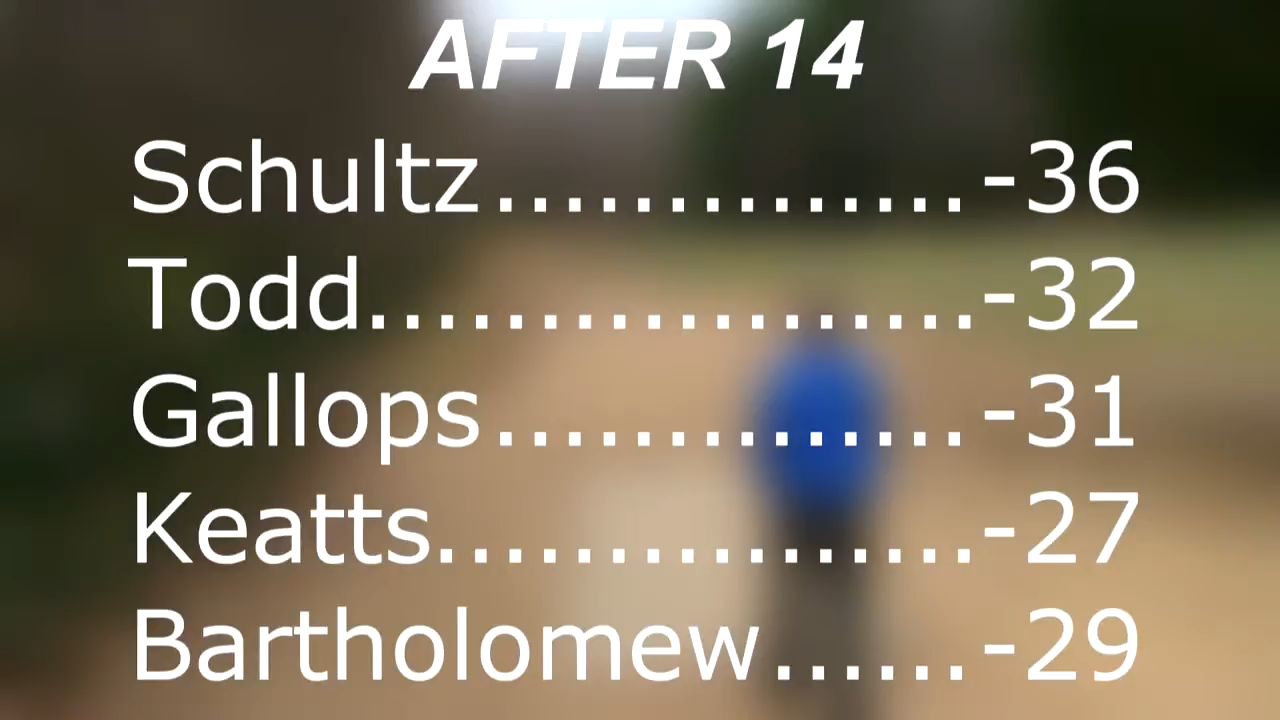 AFTER 14
Schultz..............-36
Todd..................-32
Gallops..............-31
Keatts................-27
Bartholomew......-29